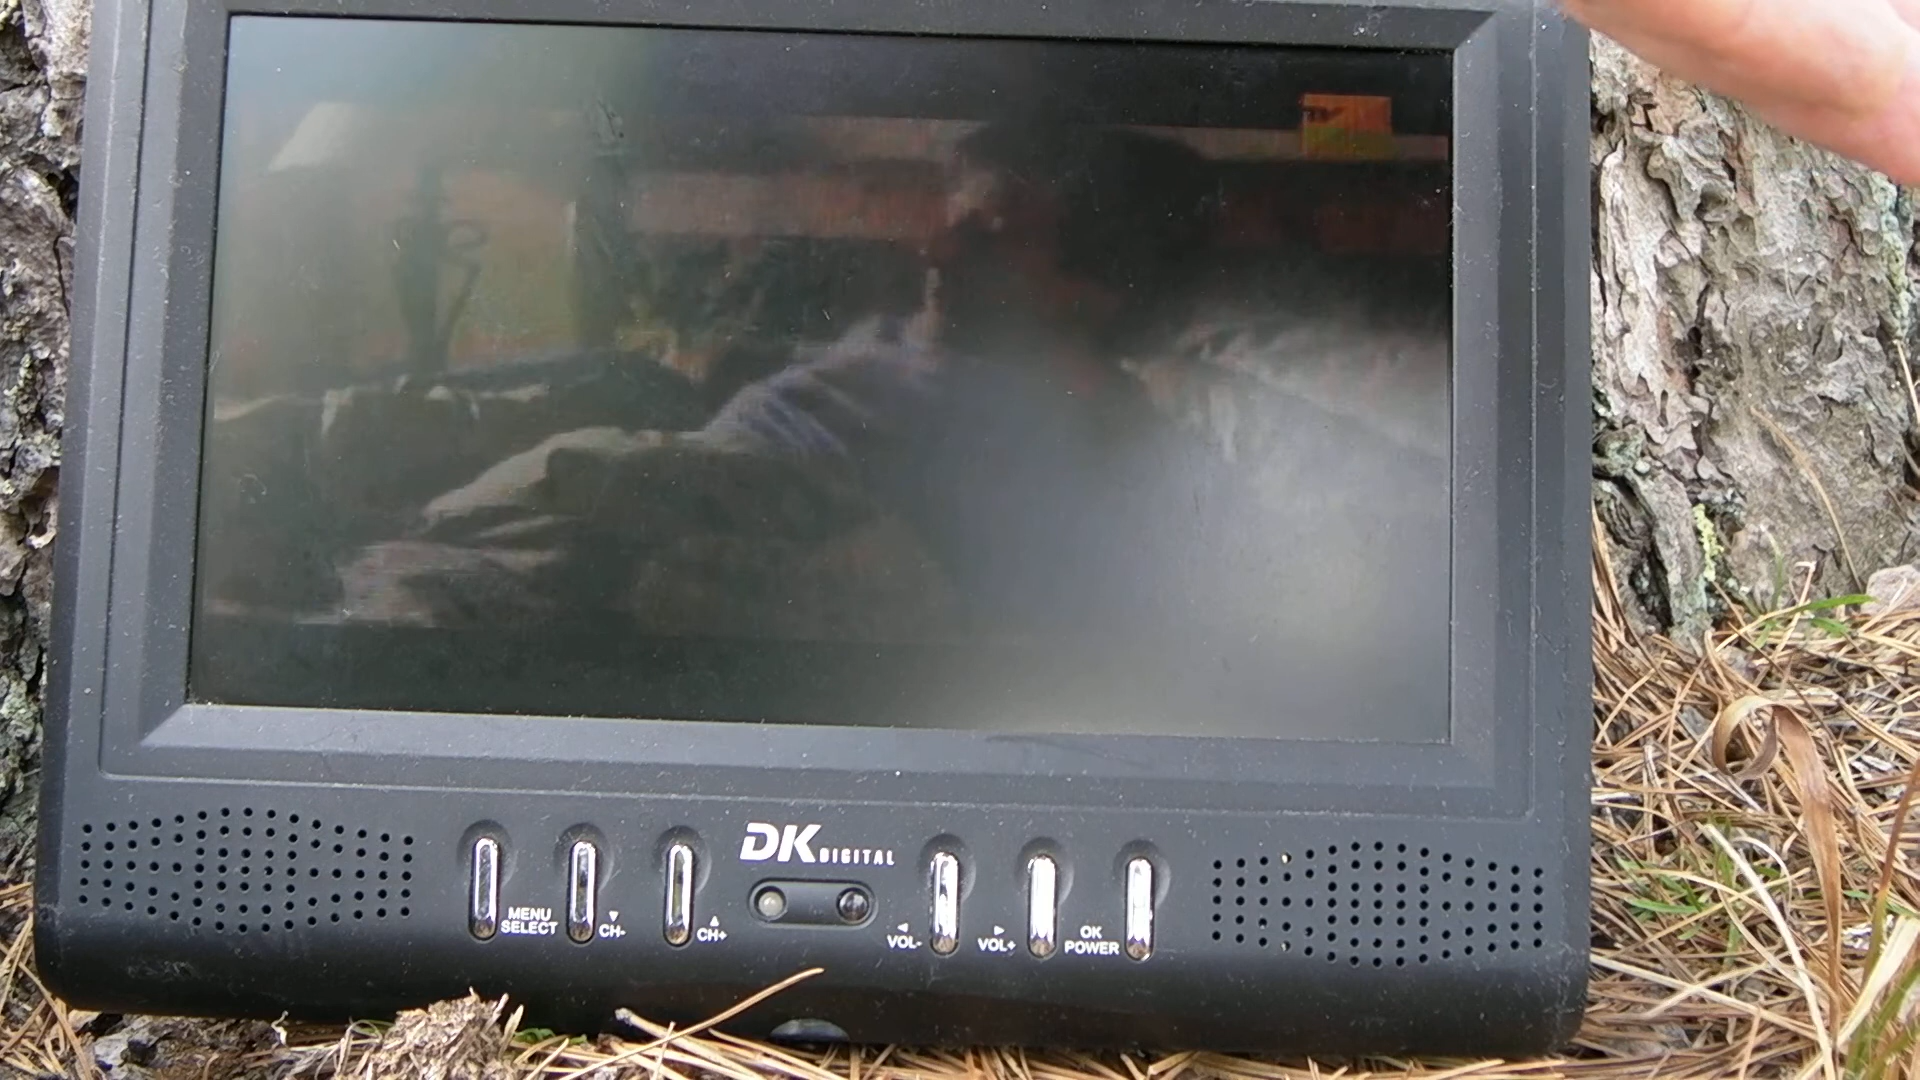 DK DIGITAL
MENU
SELECT
▼
CH-
▲
CH+
◄
VOL-
►
VOL+
OK
POWER